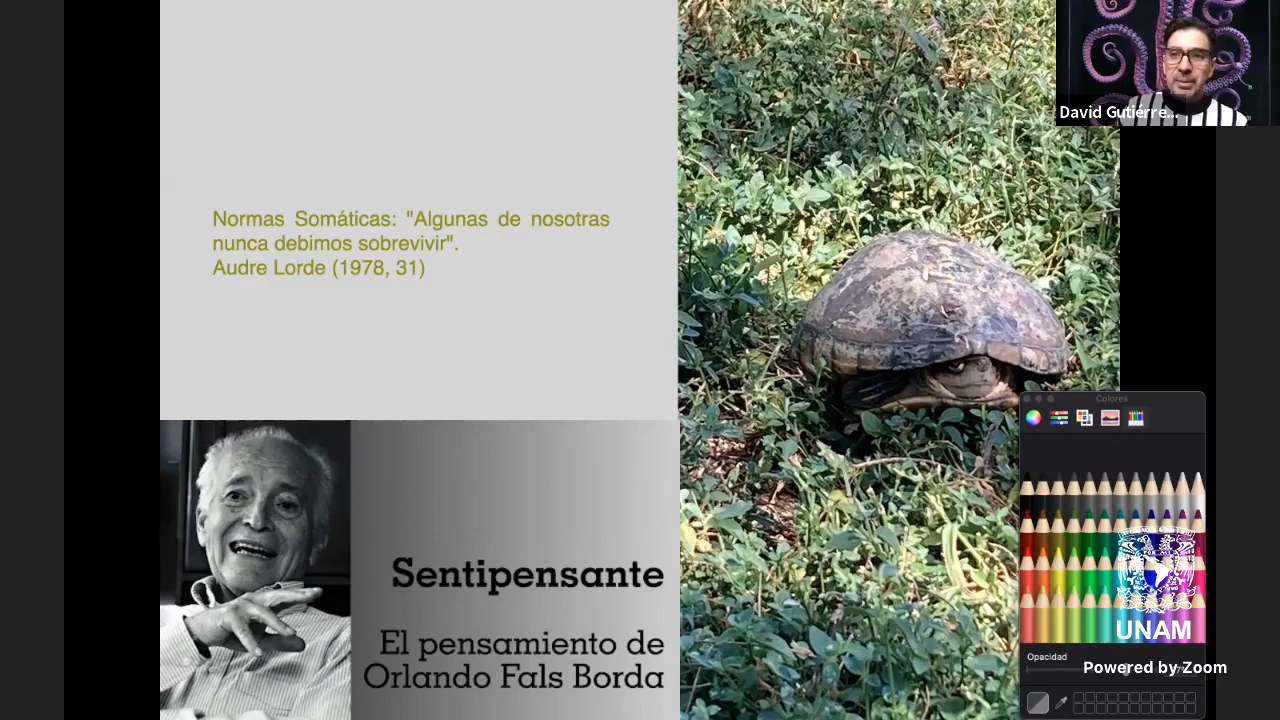 Normas Somáticas: "Algunas de nosotras
nunca debimos sobrevivir".
Audre Lorde (1978, 31)
Sentipensante
El pensamiento de
Orlando Fals Borda
David Gutiérre...
Colores
UNAM
Opacidad
Powered by Zoom